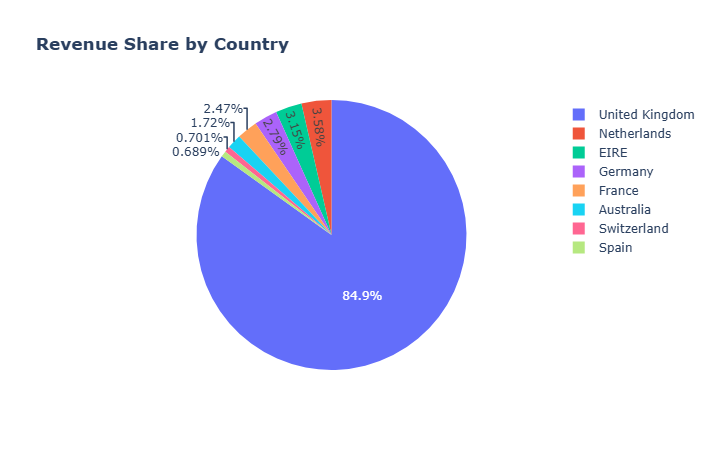 Revenue Share by Country
2.47%
1.72%
0.701%
0.689%
2.79%
3.15%
3.58%
84.9%
United Kingdom
Netherlands
EIRE
Germany
France
Australia
Switzerland
Spain